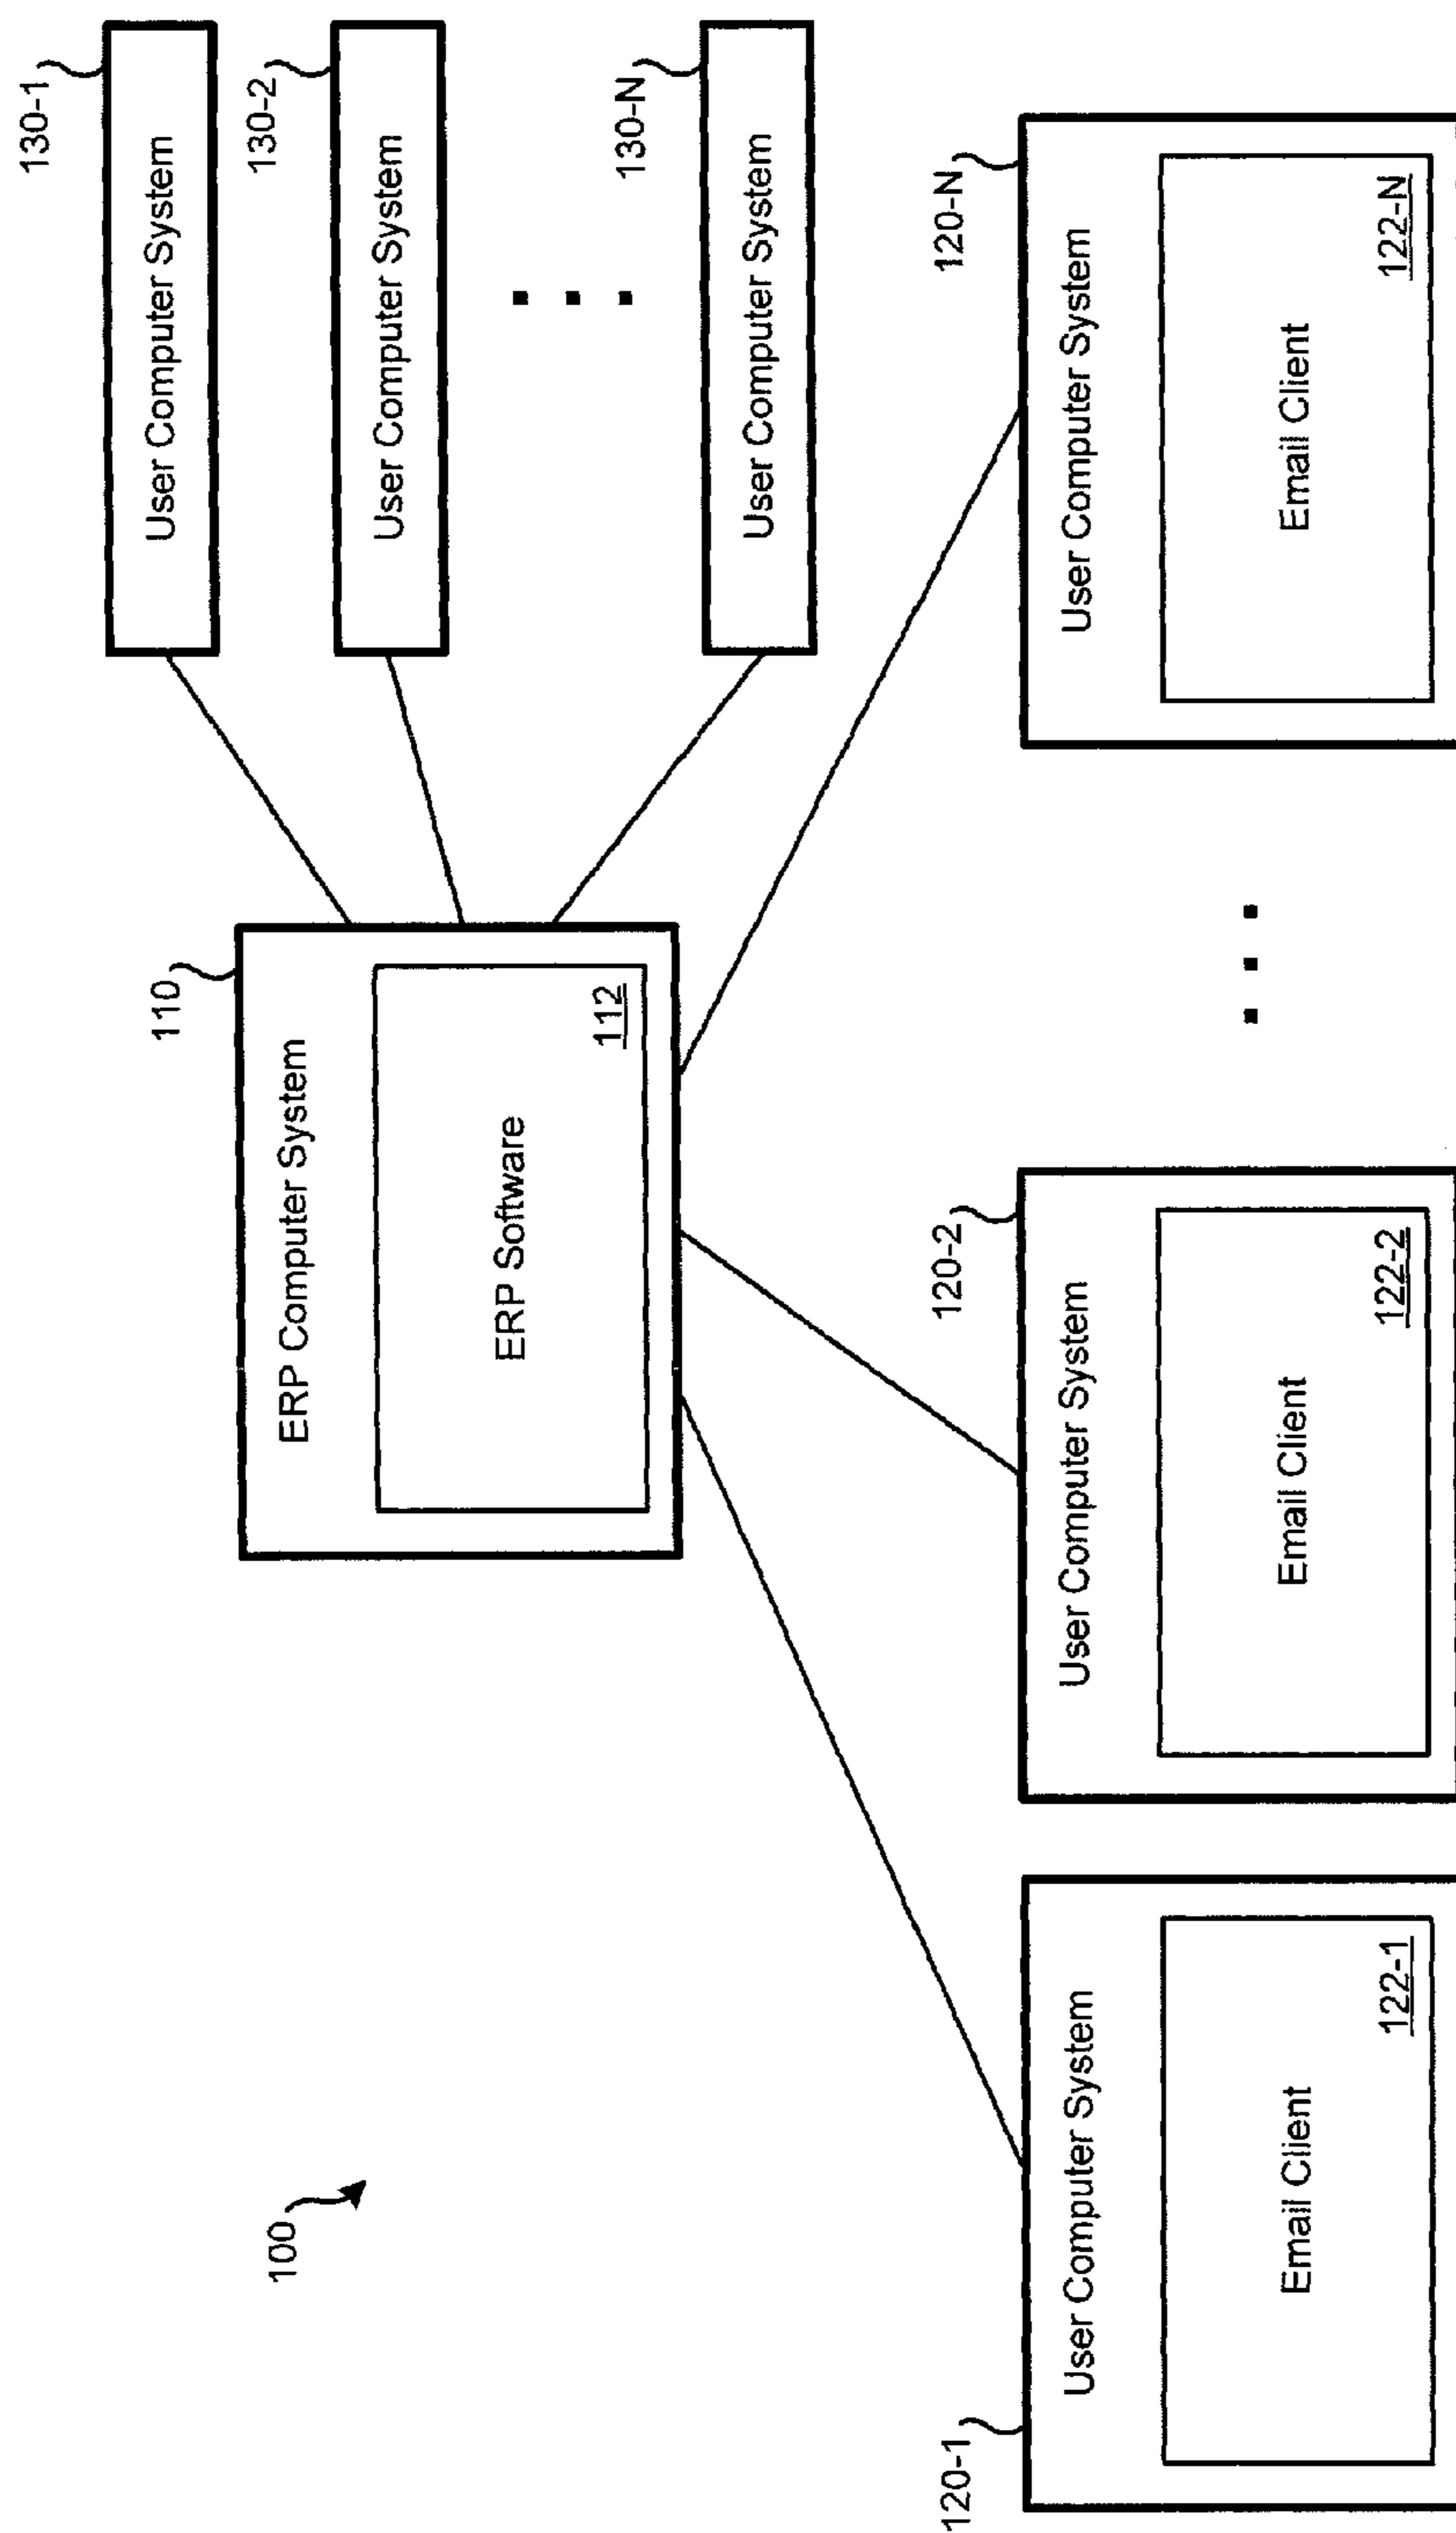 100
110
ERP Computer System
ERP Software
112
130-1
User Computer System
130-2
User Computer System
130-N
User Computer System
120-1
User Computer System
Email Client
122-1
120-2
User Computer System
Email Client
122-2
120-N
User Computer System
Email Client
122-N